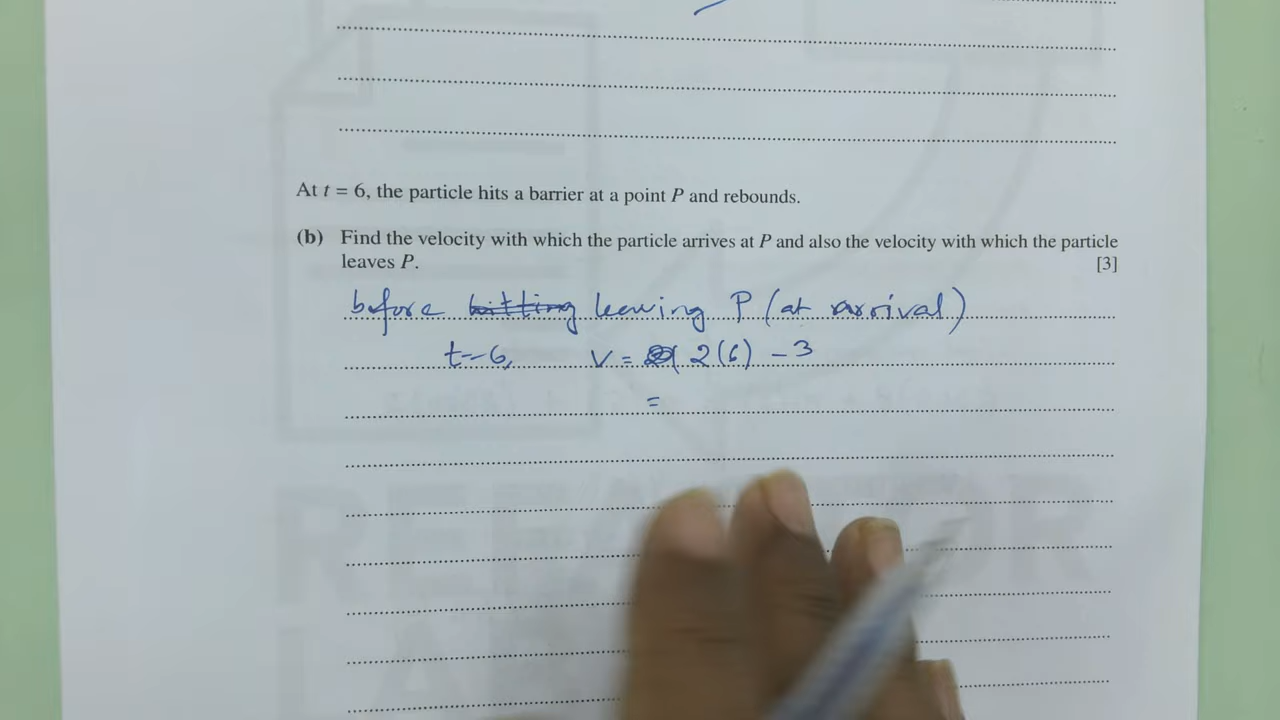 At t = 6, the particle hits a barrier at a point P and rebounds.
(b) Find the velocity with which the particle arrives at P and also the velocity with which the particle
leaves P. [3]
before hitting leaving P (at arrival)
t = 6, v = 2(6) - 3
=